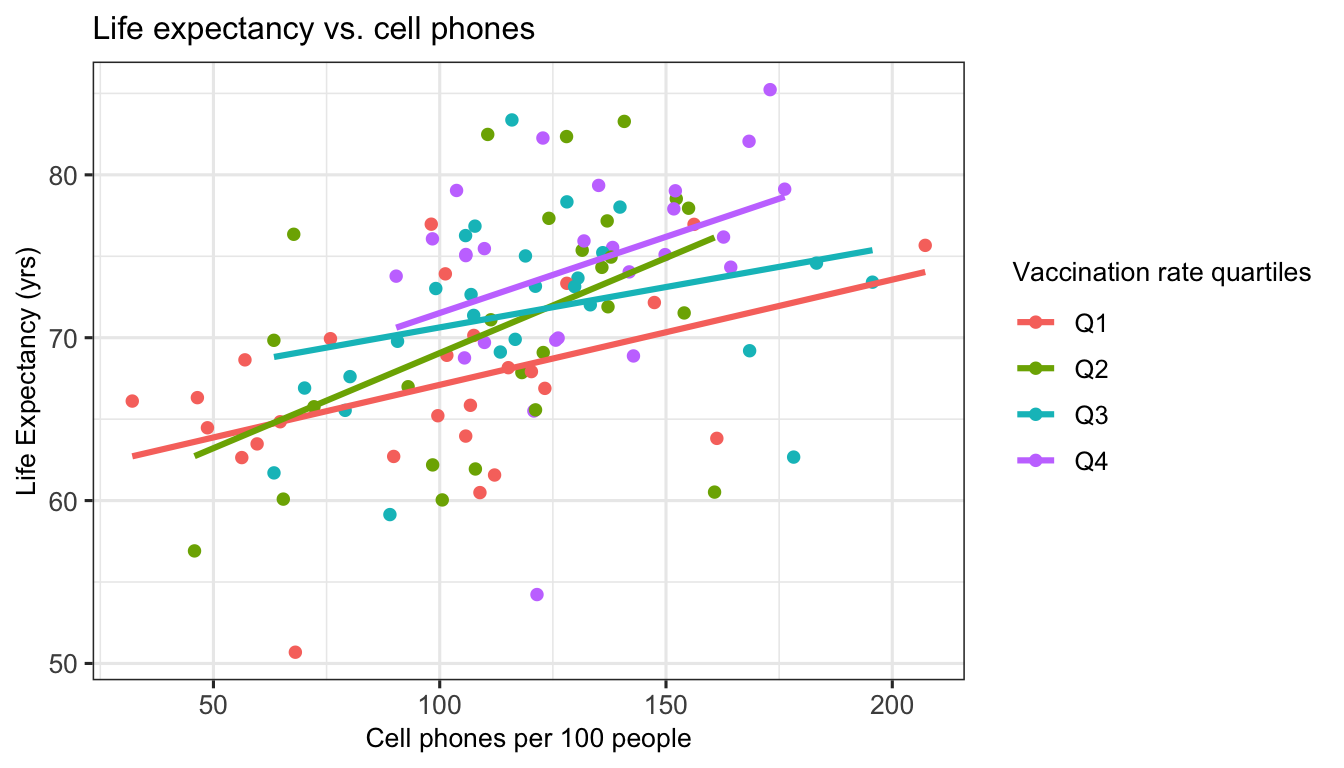 Life expectancy vs. cell phones
Life Expectancy (yrs)
80
70
60
50
50 100 150 200
Cell phones per 100 people
Vaccination rate quartiles
Q1
Q2
Q3
Q4